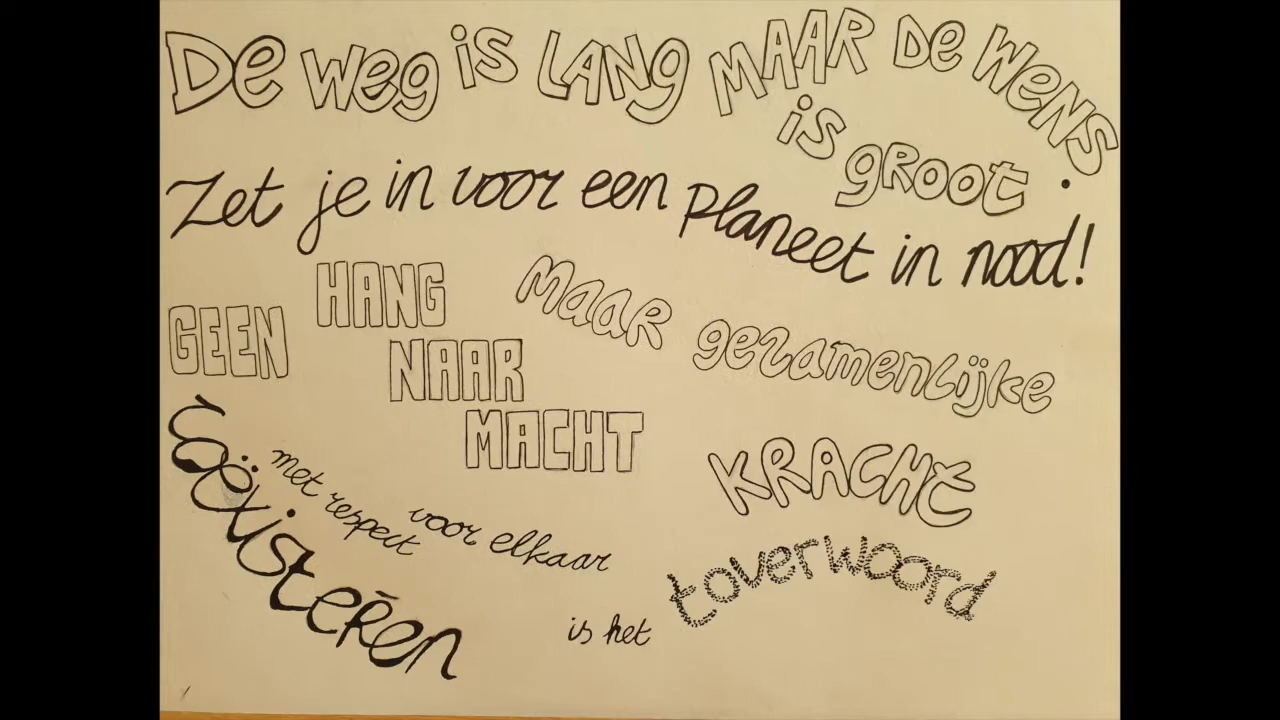 De weg is LANG MAAR De WeNS
is gRoot.
Zet je in voor een planeet in nood!
GEEN HANG NAAR MACHT
Maar gezamenlijke
KRACHt
Coëxisteren
met respect voor elkaar
is het toverwoord